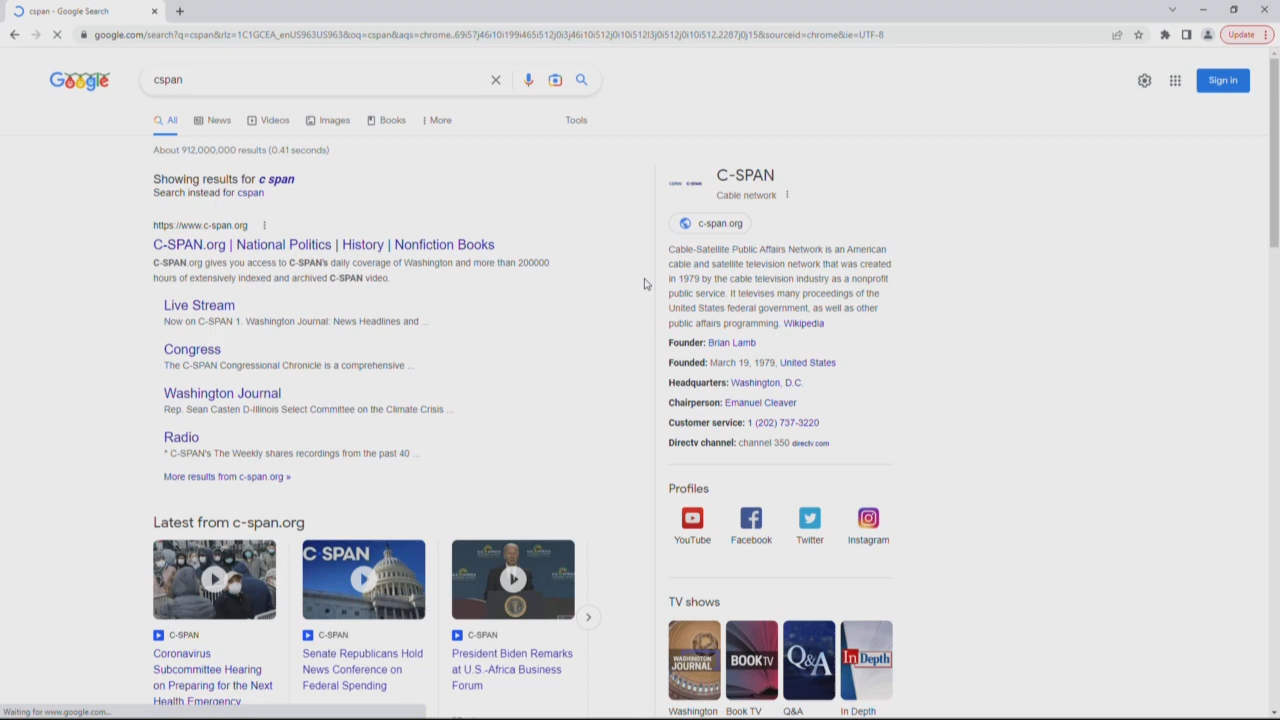 cspan - Google Search
google.com/search?q=cspan&rlz=1C1GCEA_enUS963US963&oq=cspan&aqs=chrome..69i57j46i10i199i465i512j0i3j46i10i512j0i10i512l3j0i512j0i10i512.2287j0j15&sourceid=chrome&ie=UTF-8
Update
Google
cspan
Sign in
All
News
Videos
Images
Books
More
Tools
About 912,000,000 results (0.41 seconds)
Showing results for c span
Search instead for cspan
https://www.c-span.org
C-SPAN.org | National Politics | History | Nonfiction Books
C-SPAN.org gives you access to C-SPAN's daily coverage of Washington and more than 200000
hours of extensively indexed and archived C-SPAN video.
Live Stream
Now on C-SPAN 1. Washington Journal: News Headlines and ...
Congress
The C-SPAN Congressional Chronicle is a comprehensive ...
Washington Journal
Rep. Sean Casten D-Illinois Select Committee on the Climate Crisis ...
Radio
* C-SPAN's The Weekly shares recordings from the past 40 ...
More results from c-span.org »
Latest from c-span.org
C SPAN
C-SPAN
Coronavirus
Subcommittee Hearing
on Preparing for the Next
Health Emergency
C-SPAN
Senate Republicans Hold
News Conference on
Federal Spending
C-SPAN
President Biden Remarks
at U.S.-Africa Business
Forum
C-SPAN
Cable network
c-span.org
Cable-Satellite Public Affairs Network is an American
cable and satellite television network that was created
in 1979 by the cable television industry as a nonprofit
public service. It televises many proceedings of the
United States federal government, as well as other
public affairs programming. Wikipedia
Founder: Brian Lamb
Founded: March 19, 1979, United States
Headquarters: Washington, D.C.
Chairperson: Emanuel Cleaver
Customer service: 1 (202) 737-3220
Directv channel: channel 350 directv.com
Profiles
YouTube
Facebook
Twitter
Instagram
TV shows
WASHINGTON
JOURNAL
BOOKTV
Q&A
In Depth
Washington
Book TV
Q&A
In Depth
Waiting for www.google.com...